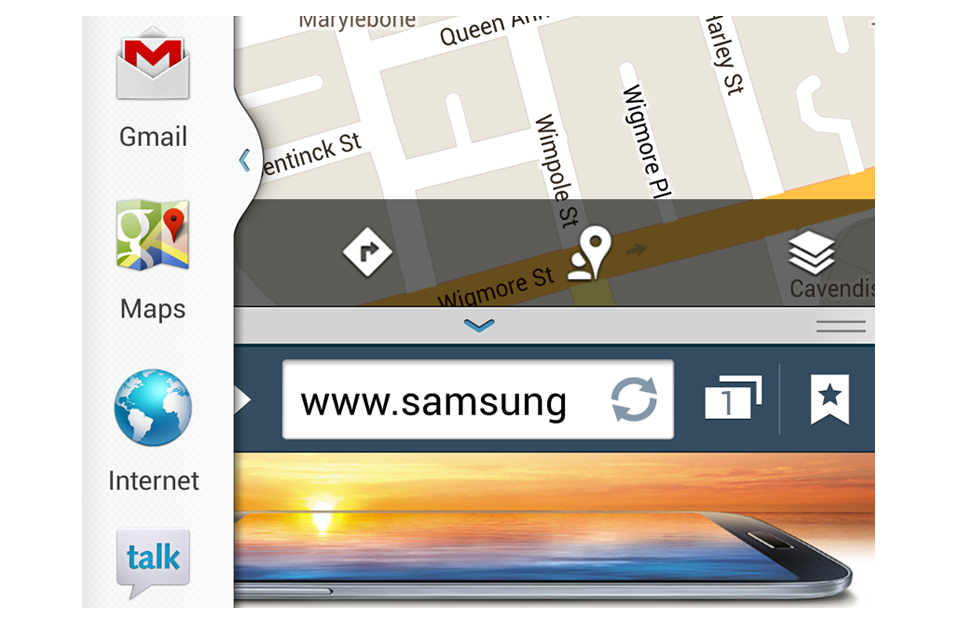 Gmail
Maps
Internet
talk
Marylebone
Queen Ann
Harley St
entinck St
Wimpole St
Wigmore Pl
Wigmore St
Cavendis
www.samsung
1